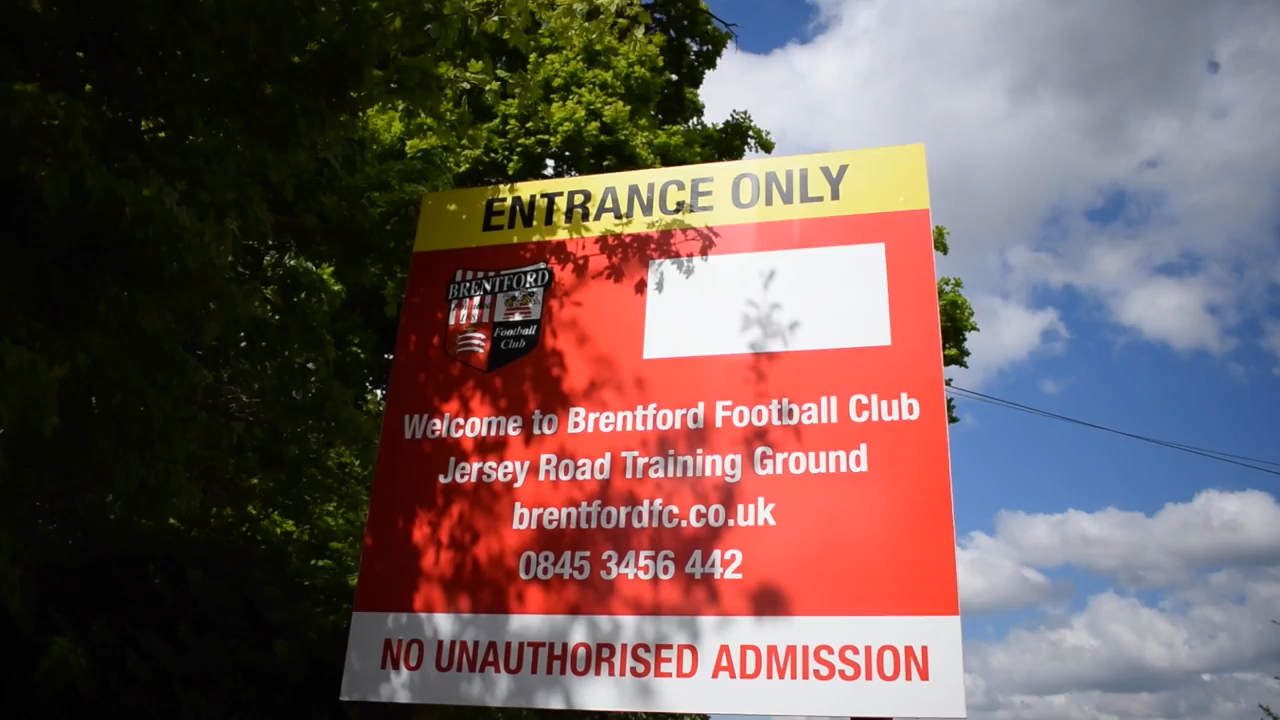 ENTRANCE ONLY
BRENTFORD
Football
Club
Welcome to Brentford Football Club
Jersey Road Training Ground
brentfordfc.co.uk
0845 3456 442
NO UNAUTHORISED ADMISSION